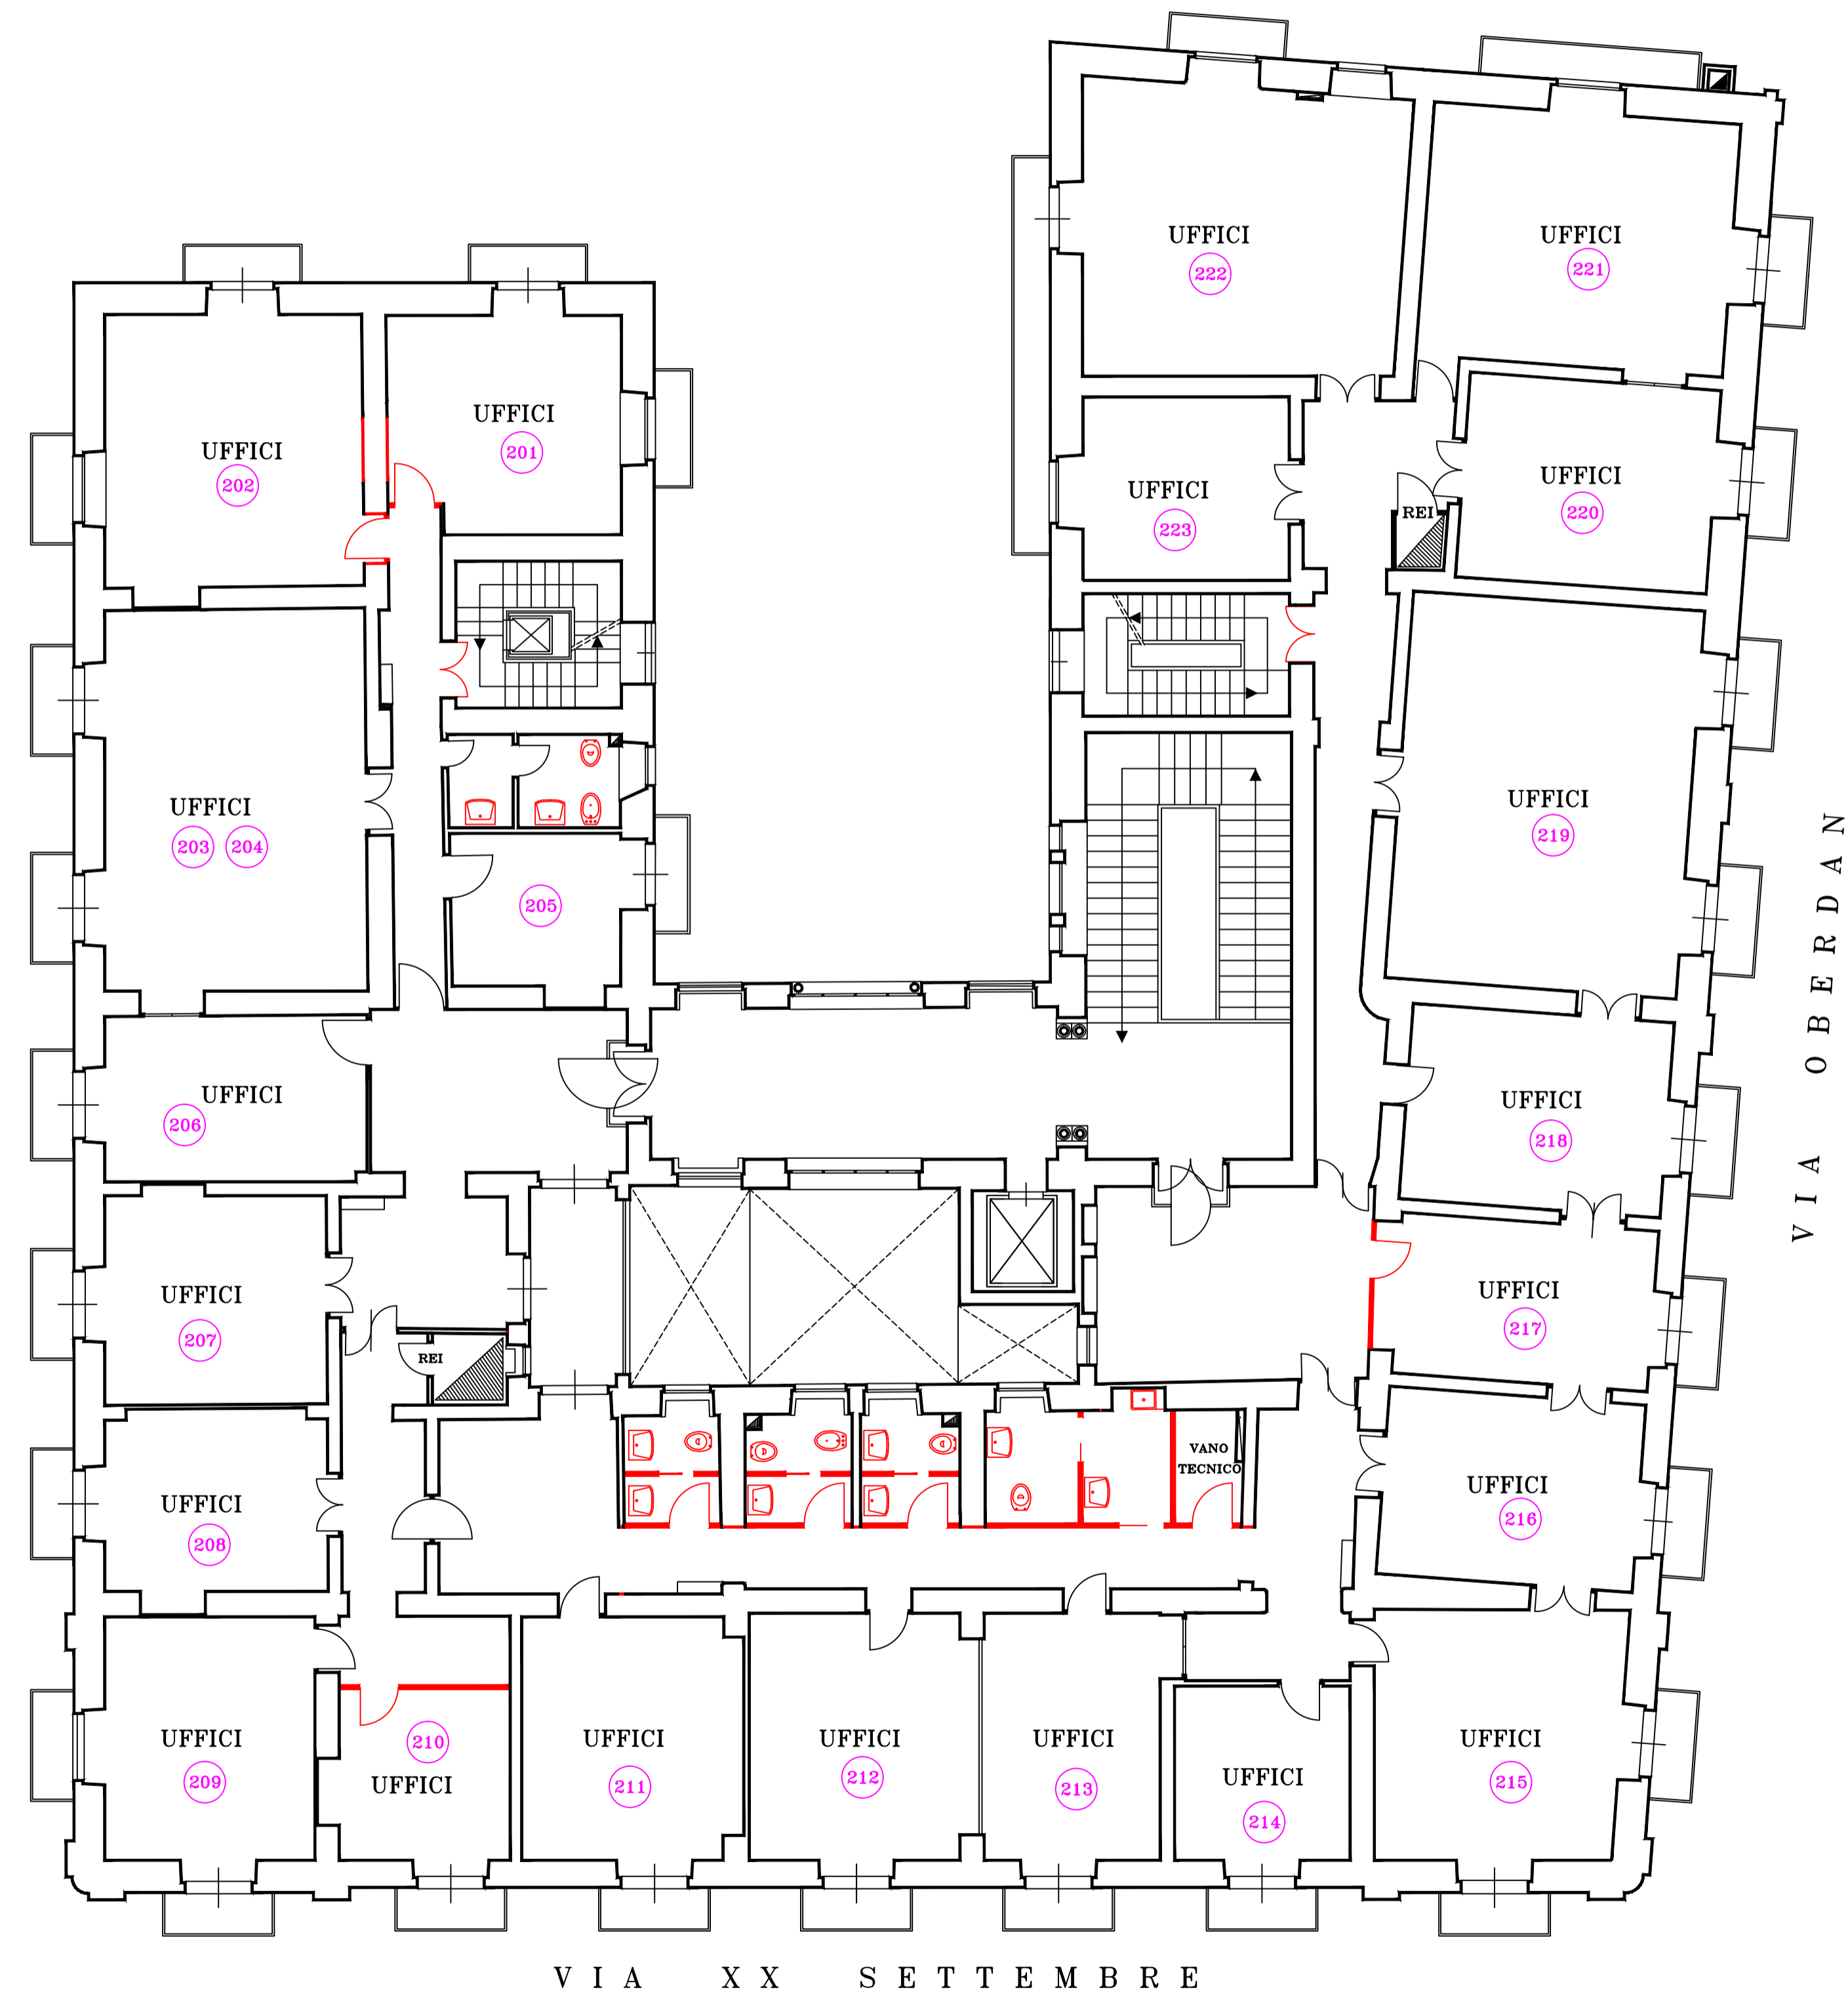 UFFICI
222
UFFICI
221
UFFICI
201
UFFICI
202
UFFICI
220
UFFICI
223
REI
UFFICI
219
UFFICI
203 204
205
UFFICI
206
UFFICI
218
UFFICI
207
UFFICI
217
REI
VANO
TECNICO
UFFICI
208
UFFICI
216
UFFICI
209
210
UFFICI
UFFICI
211
UFFICI
212
UFFICI
213
UFFICI
214
UFFICI
215
VIA OBERDAN
VIA XX SETTEMBRE